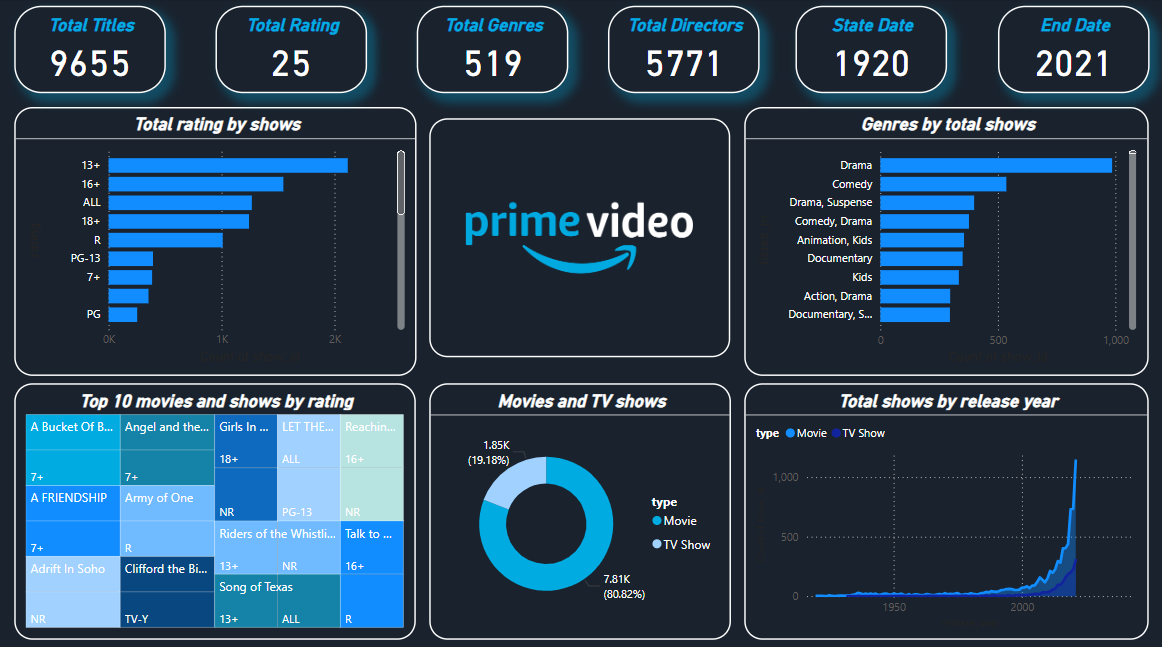 Total Titles
9655
Total Rating
25
Total Genres
519
Total Directors
5771
State Date
1920
End Date
2021
Total rating by shows
13+
16+
ALL
18+
R
PG-13
7+
PG
0K 1K 2K
prime video
Genres by total shows
Drama
Comedy
Drama, Suspense
Comedy, Drama
Animation, Kids
Documentary
Kids
Action, Drama
Documentary, S...
0 500 1,000
Top 10 movies and shows by rating
A Bucket Of B...
7+
A FRIENDSHIP
7+
Adrift In Soho
NR
Angel and the...
7+
Army of One
R
Clifford the Bi...
TV-Y
Girls In ...
18+
NR
LET THE...
ALL
PG-13
Reachin...
16+
NR
Riders of the Whistli...
13+ NR
Song of Texas
13+ ALL
Talk to ...
16+
R
Movies and TV shows
1.85K
(19.18%)
7.81K
(80.82%)
type
Movie
TV Show
Total shows by release year
type Movie TV Show
1,000
500
0
1950 2000